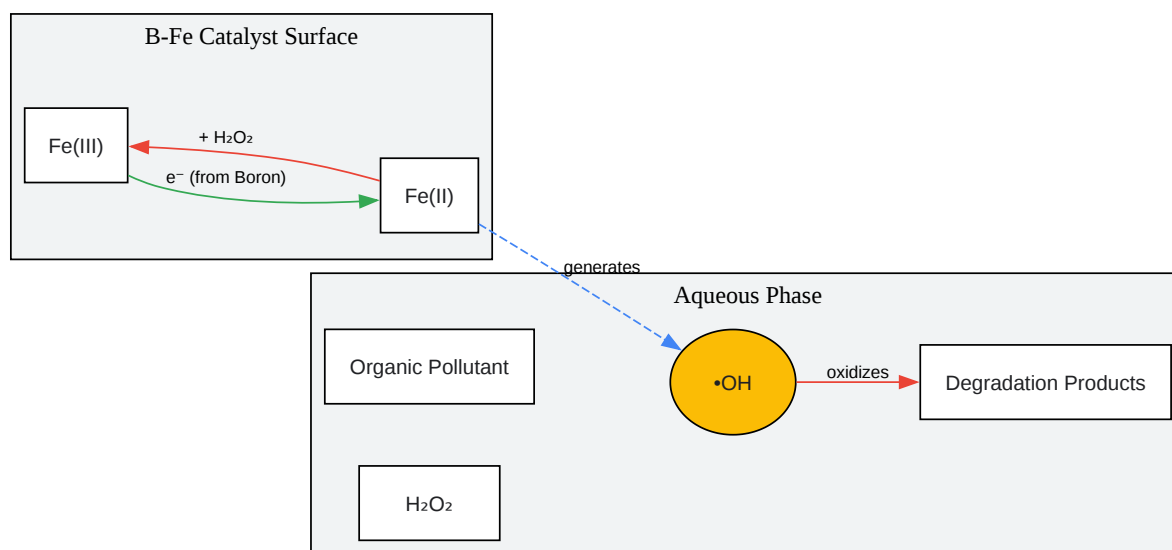 B-Fe Catalyst Surface
Fe(III)
+ H₂O₂
e⁻ (from Boron)
Fe(II)
generates
Aqueous Phase
Organic Pollutant
•OH
oxidizes
Degradation Products
H₂O₂